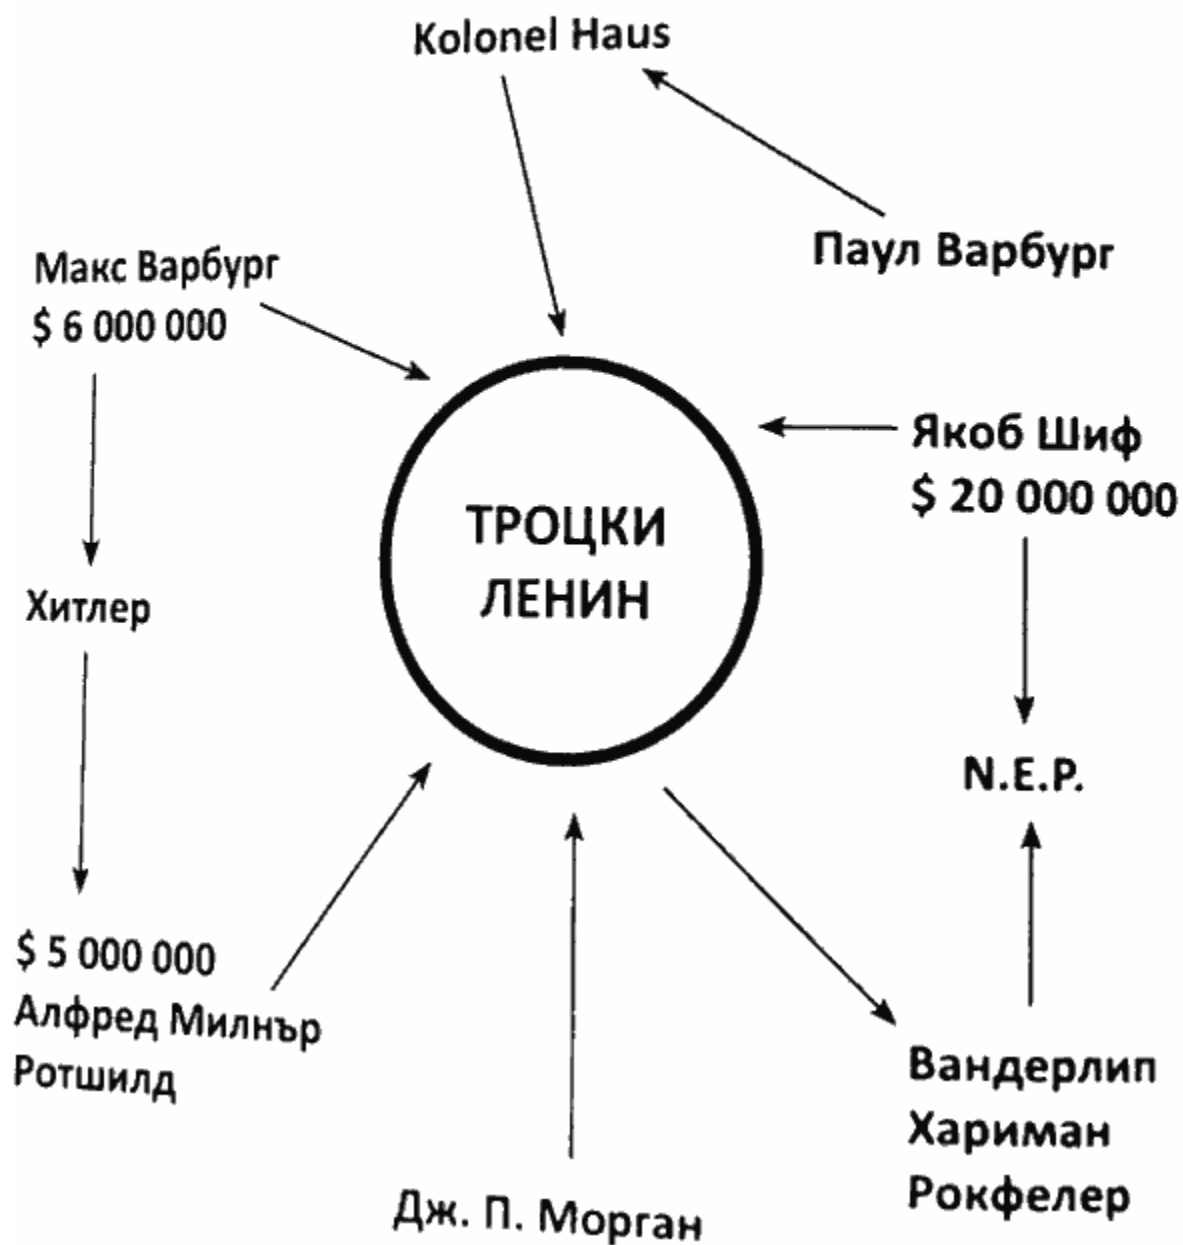 Kolonel Haus
Паул Варбург
Макс Варбург
$ 6 000 000
Якоб Шиф
$ 20 000 000
ТРОЦКИ
ЛЕНИН
Хитлер
N.E.P.
$ 5 000 000
Алфред Милнър
Ротшилд
Вандерлип
Хариман
Рокфелер
Дж. П. Морган